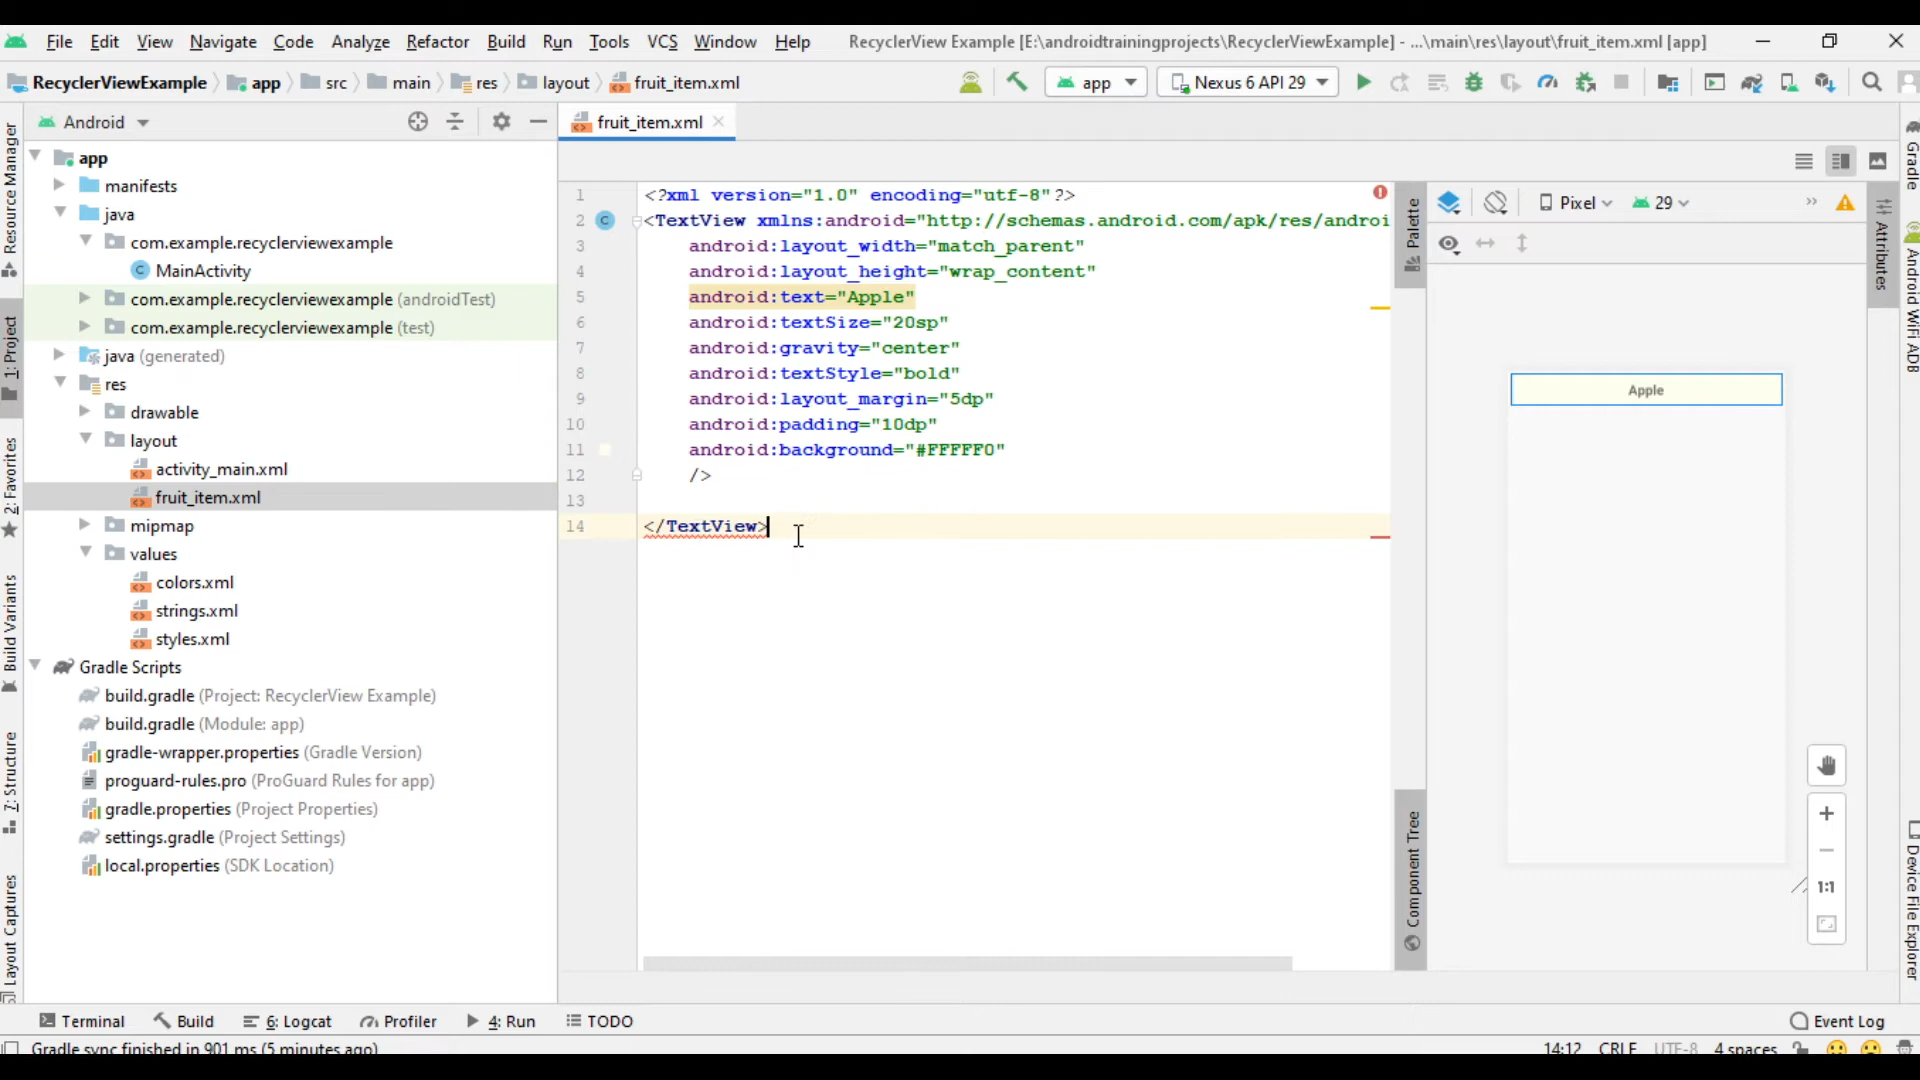 File Edit View Navigate Code Analyze Refactor Build Run Tools VCS Window Help RecyclerView Example [E:\androidtrainingprojects\RecyclerViewExample] - ...\main\res\layout\fruit_item.xml [app]
RecyclerViewExample app src main res layout fruit_item.xml app Nexus 6 API 29
Android
fruit_item.xml
app
manifests
java
com.example.recyclerviewexample
MainActivity
com.example.recyclerviewexample (androidTest)
com.example.recyclerviewexample (test)
java (generated)
res
drawable
layout
activity_main.xml
fruit_item.xml
mipmap
values
colors.xml
strings.xml
styles.xml
Gradle Scripts
build.gradle (Project: RecyclerView Example)
build.gradle (Module: app)
gradle-wrapper.properties (Gradle Version)
proguard-rules.pro (ProGuard Rules for app)
gradle.properties (Project Properties)
settings.gradle (Project Settings)
local.properties (SDK Location)
1 <?xml version="1.0" encoding="utf-8"?>
2 <TextView xmlns:android="http://schemas.android.com/apk/res/androi
3 android:layout_width="match_parent"
4 android:layout_height="wrap_content"
5 android:text="Apple"
6 android:textSize="20sp"
7 android:gravity="center"
8 android:textStyle="bold"
9 android:layout_margin="5dp"
10 android:padding="10dp"
11 android:background="#FFFFF0"
12 />
13
14 </TextView>
Pixel 29
Apple
1:1
Resource Manager
1: Project
2: Favorites
Build Variants
7: Structure
Layout Captures
Palette
Component Tree
Attributes
Gradle
Android WiFi ADB
Device File Explorer
Terminal Build 6: Logcat Profiler 4: Run TODO Event Log
Gradle sync finished in 901 ms (5 minutes ago) 14:12 CRLF UTF-8 4 spaces